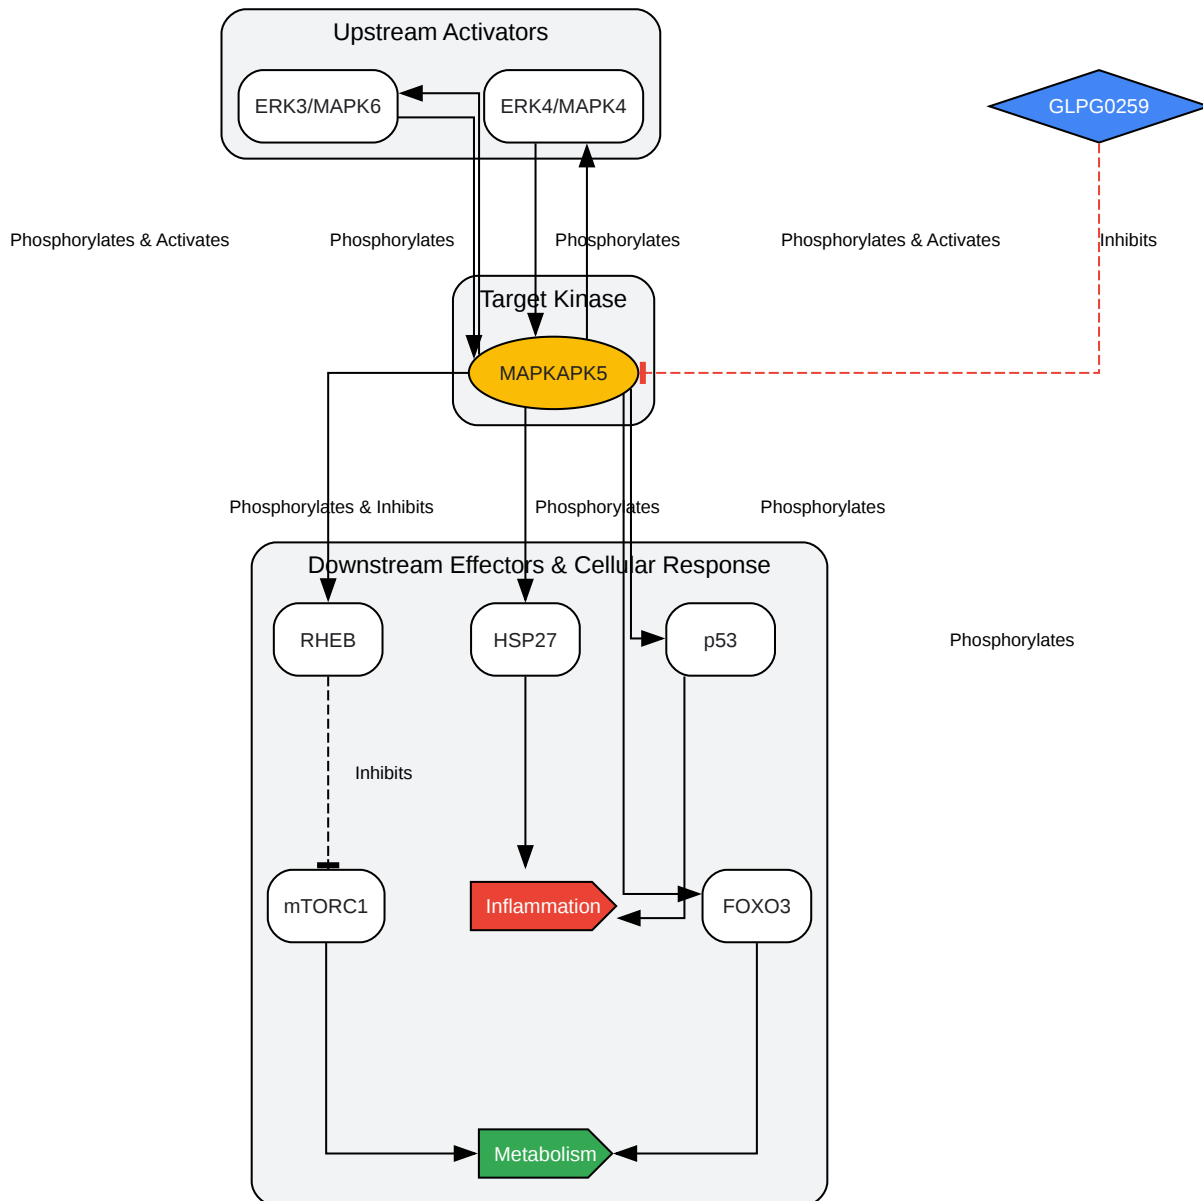 Upstream Activators
ERK3/MAPK6
ERK4/MAPK4
GLPG0259
Phosphorylates & Activates
Phosphorylates
Phosphorylates
Phosphorylates & Activates
Inhibits
Target Kinase
MAPKAPK5
Phosphorylates & Inhibits
Phosphorylates
Phosphorylates
Downstream Effectors & Cellular Response
RHEB
HSP27
p53
Phosphorylates
Inhibits
mTORC1
Inflammation
FOXO3
Metabolism